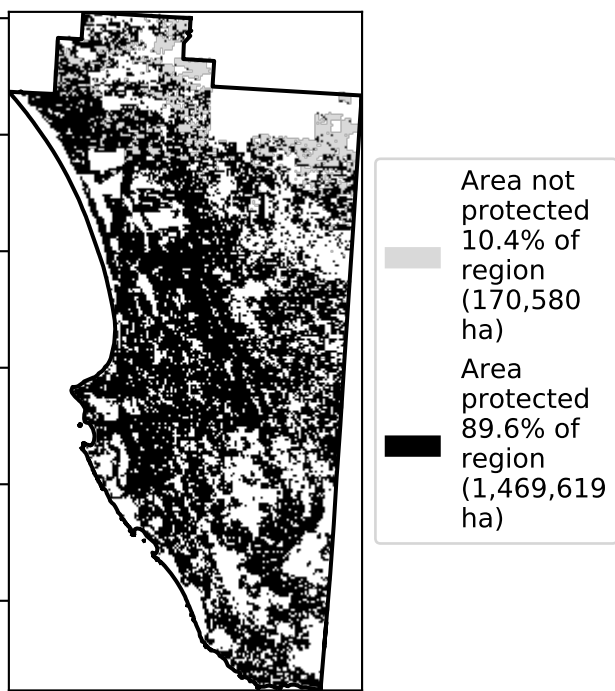 Area not
protected
10.4% of
region
(170,580
ha)
Area
protected
89.6% of
region
(1,469,619
ha)